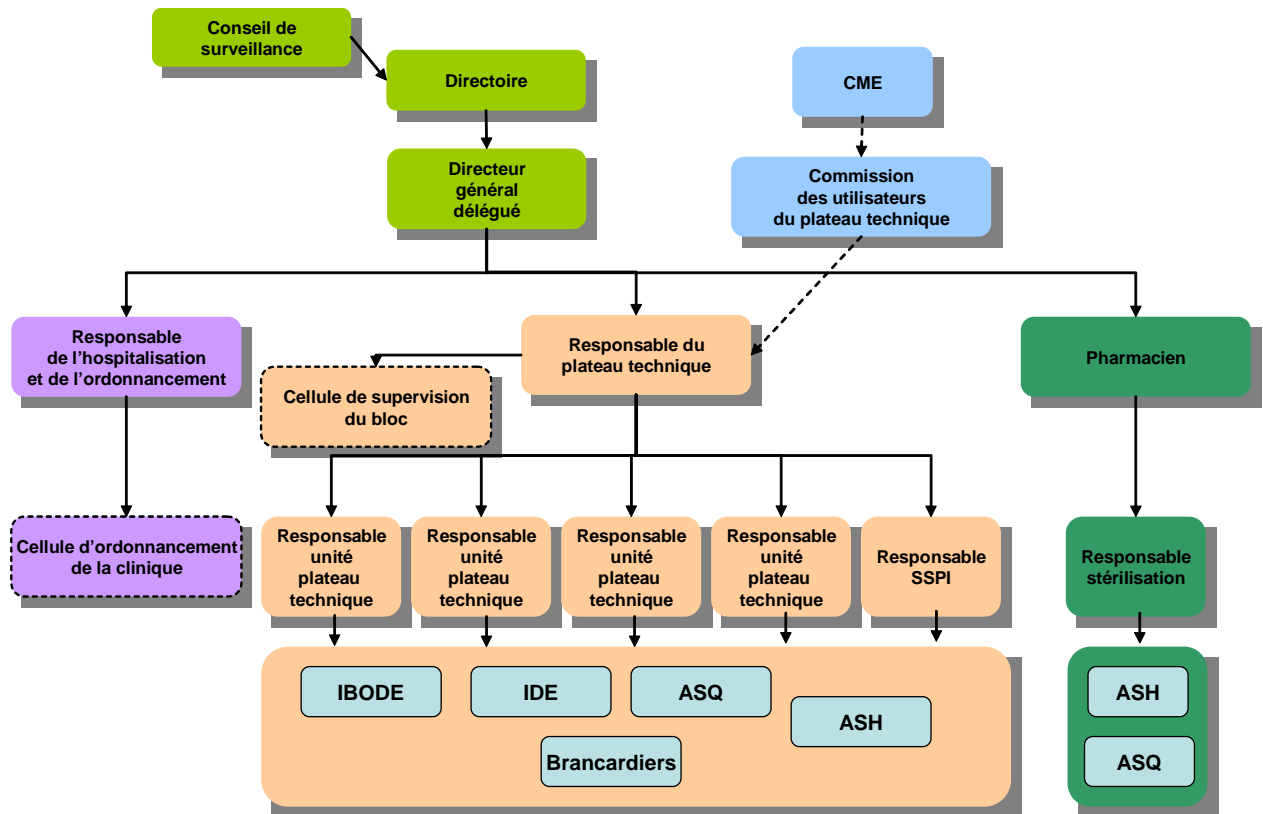 Conseil de
surveillance
Directoire
CME
Directeur
général
délégué
Commission
des utilisateurs
du plateau technique
Responsable
de l'hospitalisation
et de l'ordonnancement
Responsable du
plateau technique
Pharmacien
Cellule de supervision
du bloc
Cellule d'ordonnancement
de la clinique
Responsable
unité
plateau
technique
Responsable
unité
plateau
technique
Responsable
unité
plateau
technique
Responsable
unité
plateau
technique
Responsable
SSPI
Responsable
stérilisation
IBODE
IDE
ASQ
ASH
Brancardiers
ASH
ASQ